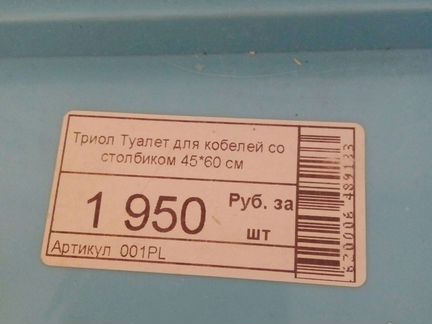 Триол Туалет для кобелей со
столбиком 45*60 см
1 950 Руб. за
шт
Артикул 001PL